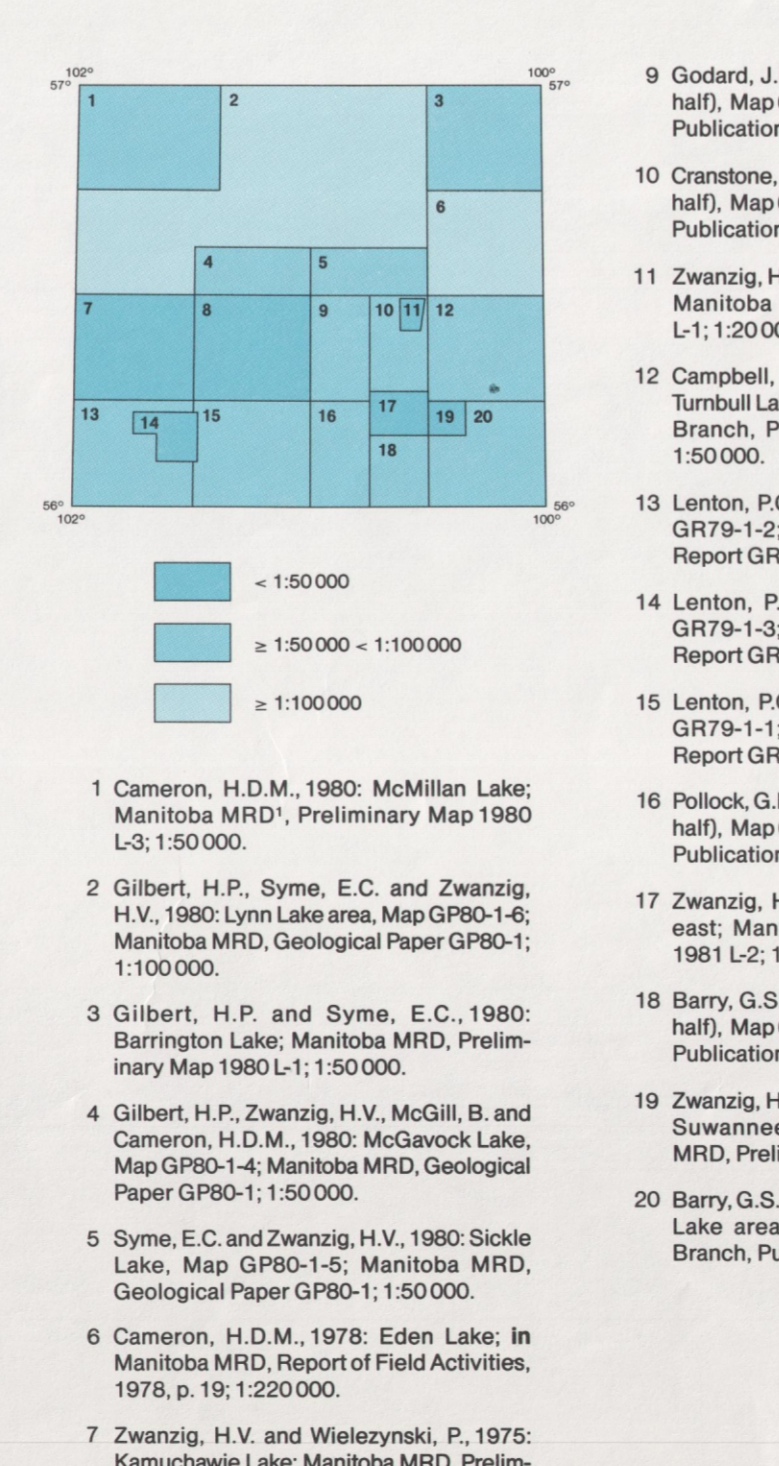 102° 100°
57° 57°
1 2 3
6
4 5
7 8 9 10 11 12
13 14 15 16 17 19 20
18
56° 56°
102° 100°
< 1:50 000
≥ 1:50 000 < 1:100 000
≥ 1:100 000
1 Cameron, H.D.M., 1980: McMillan Lake;
Manitoba MRD¹, Preliminary Map 1980
L-3; 1:50 000.
2 Gilbert, H.P., Syme, E.C. and Zwanzig,
H.V., 1980: Lynn Lake area, Map GP80-1-6;
Manitoba MRD, Geological Paper GP80-1;
1:100 000.
3 Gilbert, H.P. and Syme, E.C., 1980:
Barrington Lake; Manitoba MRD, Prelim-
inary Map 1980 L-1; 1:50 000.
4 Gilbert, H.P., Zwanzig, H.V., McGill, B. and
Cameron, H.D.M., 1980: McGavock Lake,
Map GP80-1-4; Manitoba MRD, Geological
Paper GP80-1; 1:50 000.
5 Syme, E.C. and Zwanzig, H.V., 1980: Sickle
Lake, Map GP80-1-5; Manitoba MRD,
Geological Paper GP80-1; 1:50 000.
6 Cameron, H.D.M., 1978: Eden Lake; in
Manitoba MRD, Report of Field Activities,
1978, p. 19; 1:220 000.
7 Zwanzig, H.V. and Wielezynski, P., 1975:
Kamuchawie Lake; Manitoba MRD, Prelim-
9 Godard, J.
half), Map
Publication
10 Cranstone,
half), Map
Publication
11 Zwanzig, H
Manitoba
L-1; 1:20 00
12 Campbell,
Turnbull La
Branch, P
1:50 000.
13 Lenton, P.
GR79-1-2;
Report GR
14 Lenton, P.
GR79-1-3;
Report GR
15 Lenton, P.
GR79-1-1;
Report GR
16 Pollock, G.
half), Map
Publication
17 Zwanzig, H
east; Man
1981 L-2; 1
18 Barry, G.S
half), Map
Publication
19 Zwanzig, H
Suwannee
MRD, Preli
20 Barry, G.S.
Lake area
Branch, Pu